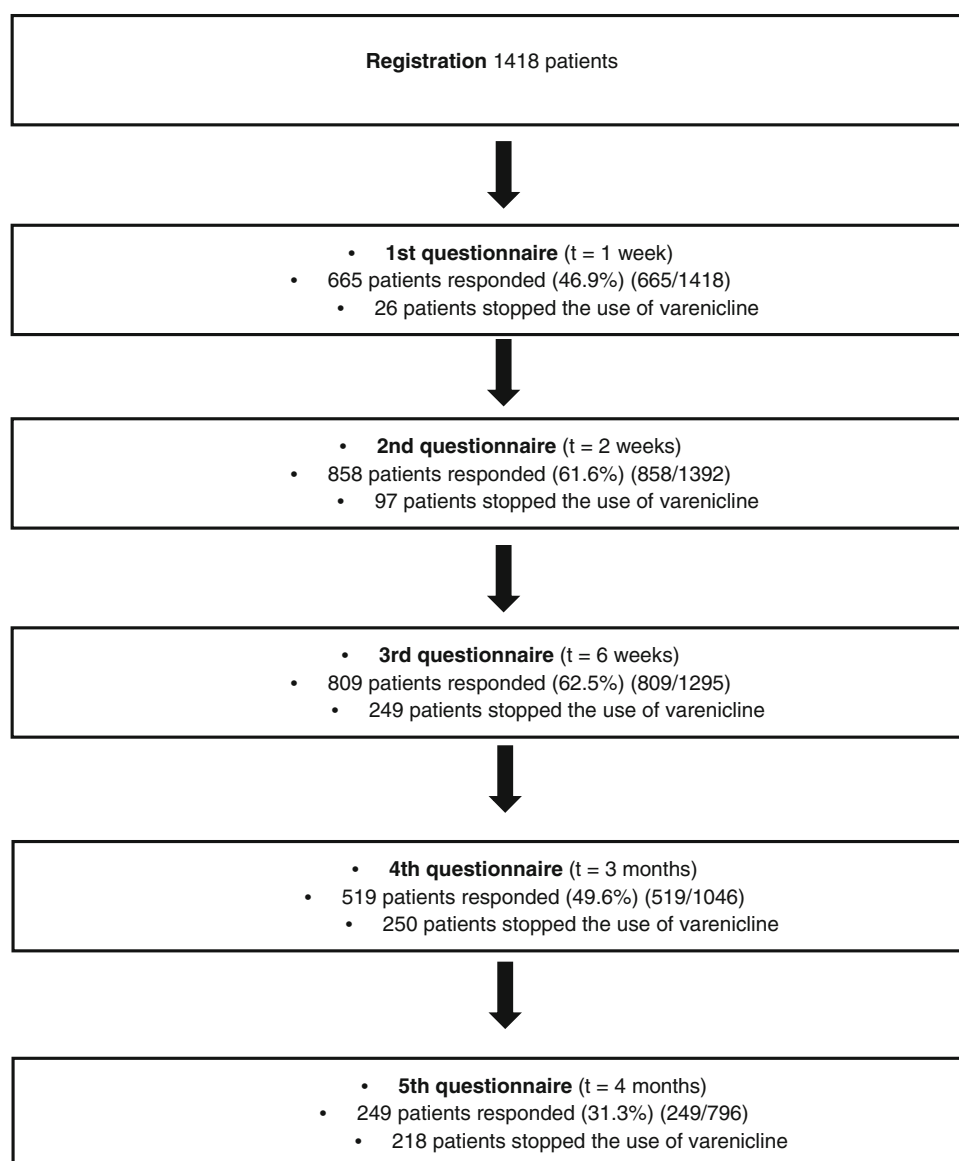 Registration 1418 patients
• 1st questionnaire (t = 1 week)
• 665 patients responded (46.9%) (665/1418)
• 26 patients stopped the use of varenicline
• 2nd questionnaire (t = 2 weeks)
• 858 patients responded (61.6%) (858/1392)
• 97 patients stopped the use of varenicline
• 3rd questionnaire (t = 6 weeks)
• 809 patients responded (62.5%) (809/1295)
• 249 patients stopped the use of varenicline
• 4th questionnaire (t = 3 months)
• 519 patients responded (49.6%) (519/1046)
• 250 patients stopped the use of varenicline
• 5th questionnaire (t = 4 months)
• 249 patients responded (31.3%) (249/796)
• 218 patients stopped the use of varenicline